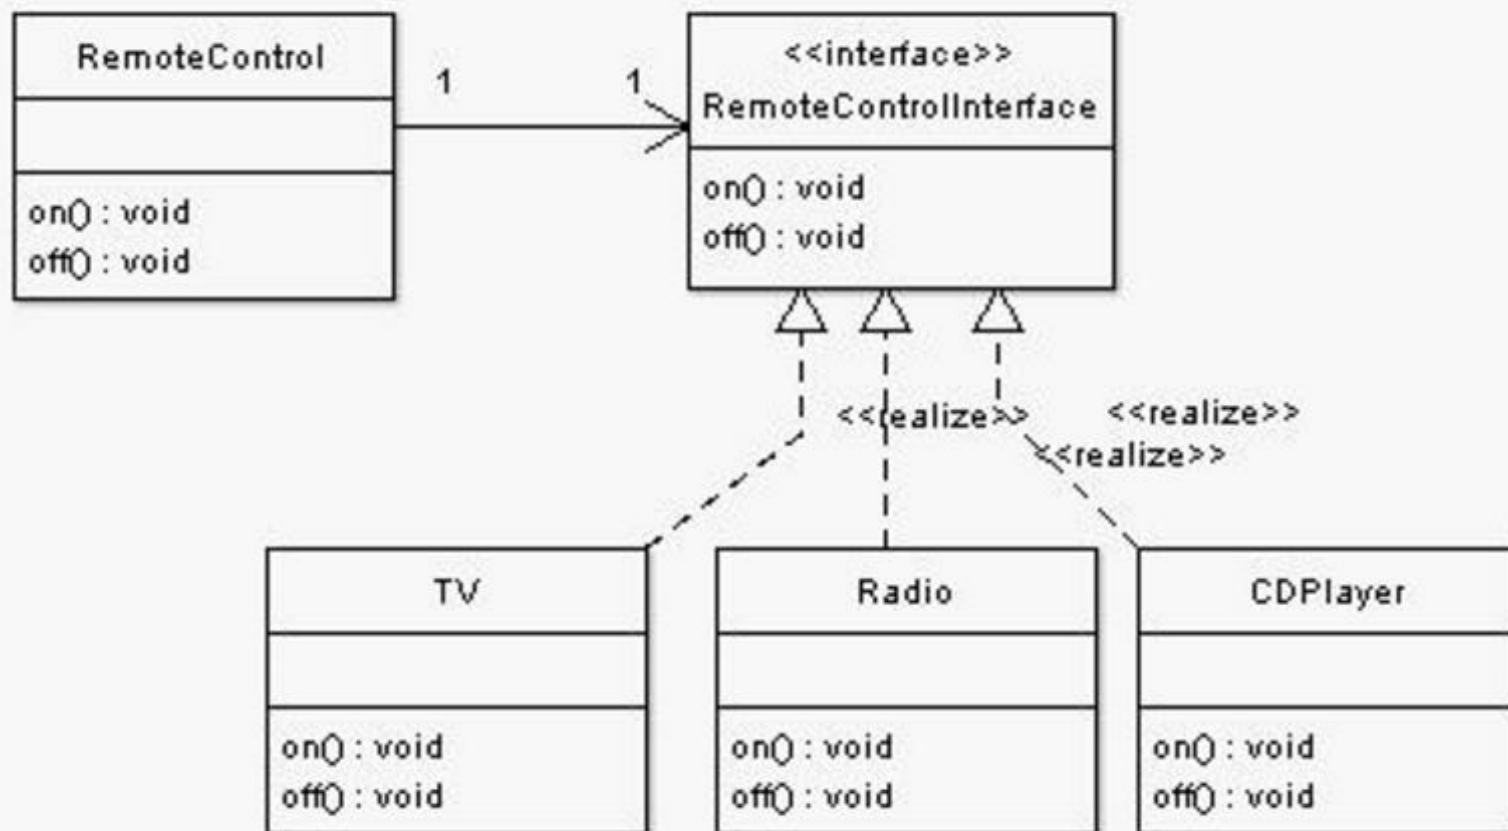 RemoteControl
on() : void
off() : void
1
1
<<interface>>
RemoteControlInterface
on() : void
off() : void
<<realize>>
<<realize>>
<<realize>>
TV
on() : void
off() : void
Radio
on() : void
off() : void
CDPlayer
on() : void
off() : void